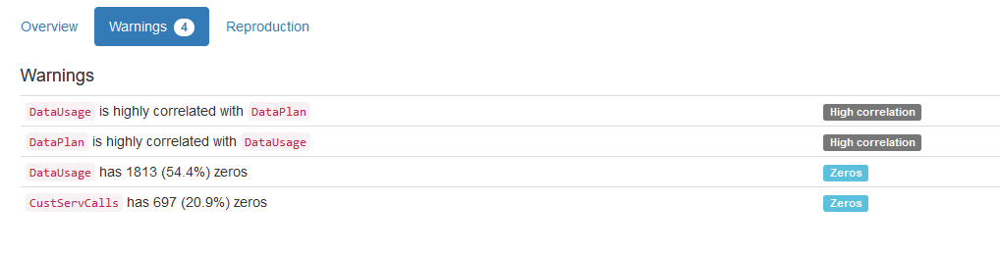 Overview Warnings 4 Reproduction
Warnings
DataUsage is highly correlated with DataPlan High correlation
DataPlan is highly correlated with DataUsage High correlation
DataUsage has 1813 (54.4%) zeros Zeros
CustServCalls has 697 (20.9%) zeros Zeros